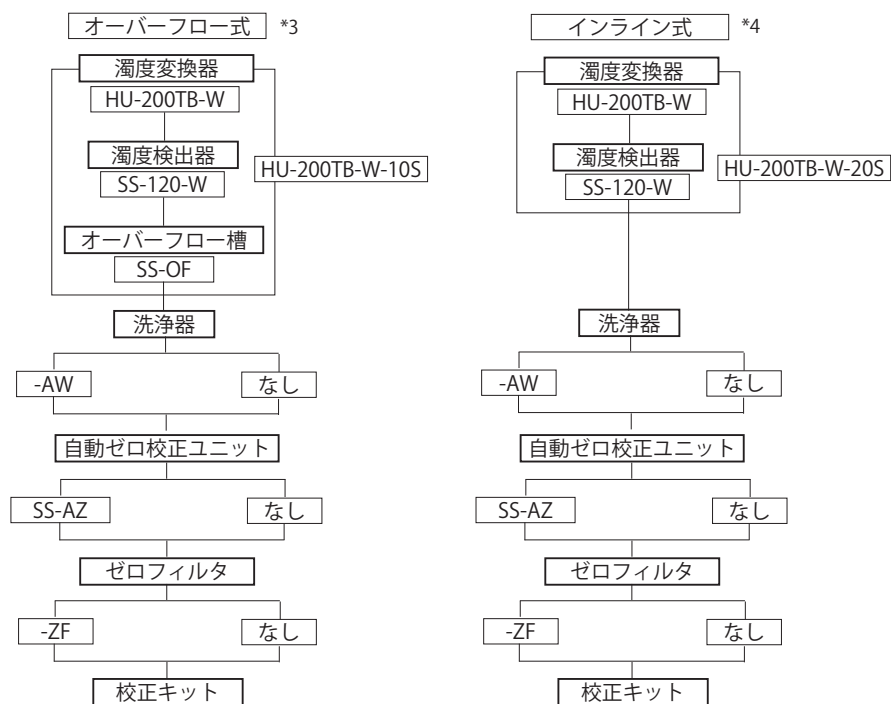 オーバーフロー式 *3
濁度変換器
HU-200TB-W
濁度検出器
SS-120-W
HU-200TB-W-10S
オーバーフロー槽
SS-OF
洗浄器
-AW
なし
自動ゼロ校正ユニット
SS-AZ
なし
ゼロフィルタ
-ZF
なし
校正キット
インライン式 *4
濁度変換器
HU-200TB-W
濁度検出器
SS-120-W
HU-200TB-W-20S
洗浄器
-AW
なし
自動ゼロ校正ユニット
SS-AZ
なし
ゼロフィルタ
-ZF
なし
校正キット